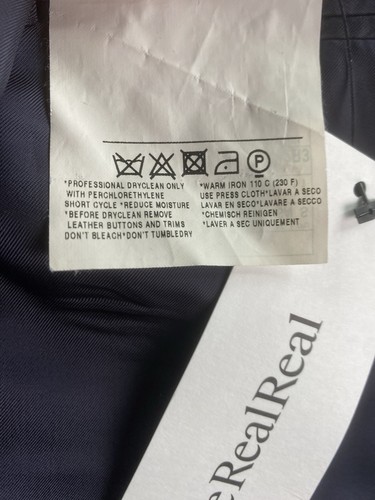 P
*PROFESSIONAL DRYCLEAN ONLY
WITH PERCHLORETHYLENE
SHORT CYCLE *REDUCE MOISTURE
*BEFORE DRYCLEAN REMOVE
LEATHER BUTTONS AND TRIMS
DON'T BLEACH*DON'T TUMBLEDRY
*WARM IRON 110 C (230 F)
USE PRESS CLOTH*LAVAR A SECO
LAVAR EN SECO*LAVARE A SECCO
*CHEMISCH REINIGEN
*LAVER A SEC UNIQUEMENT
eRealReal